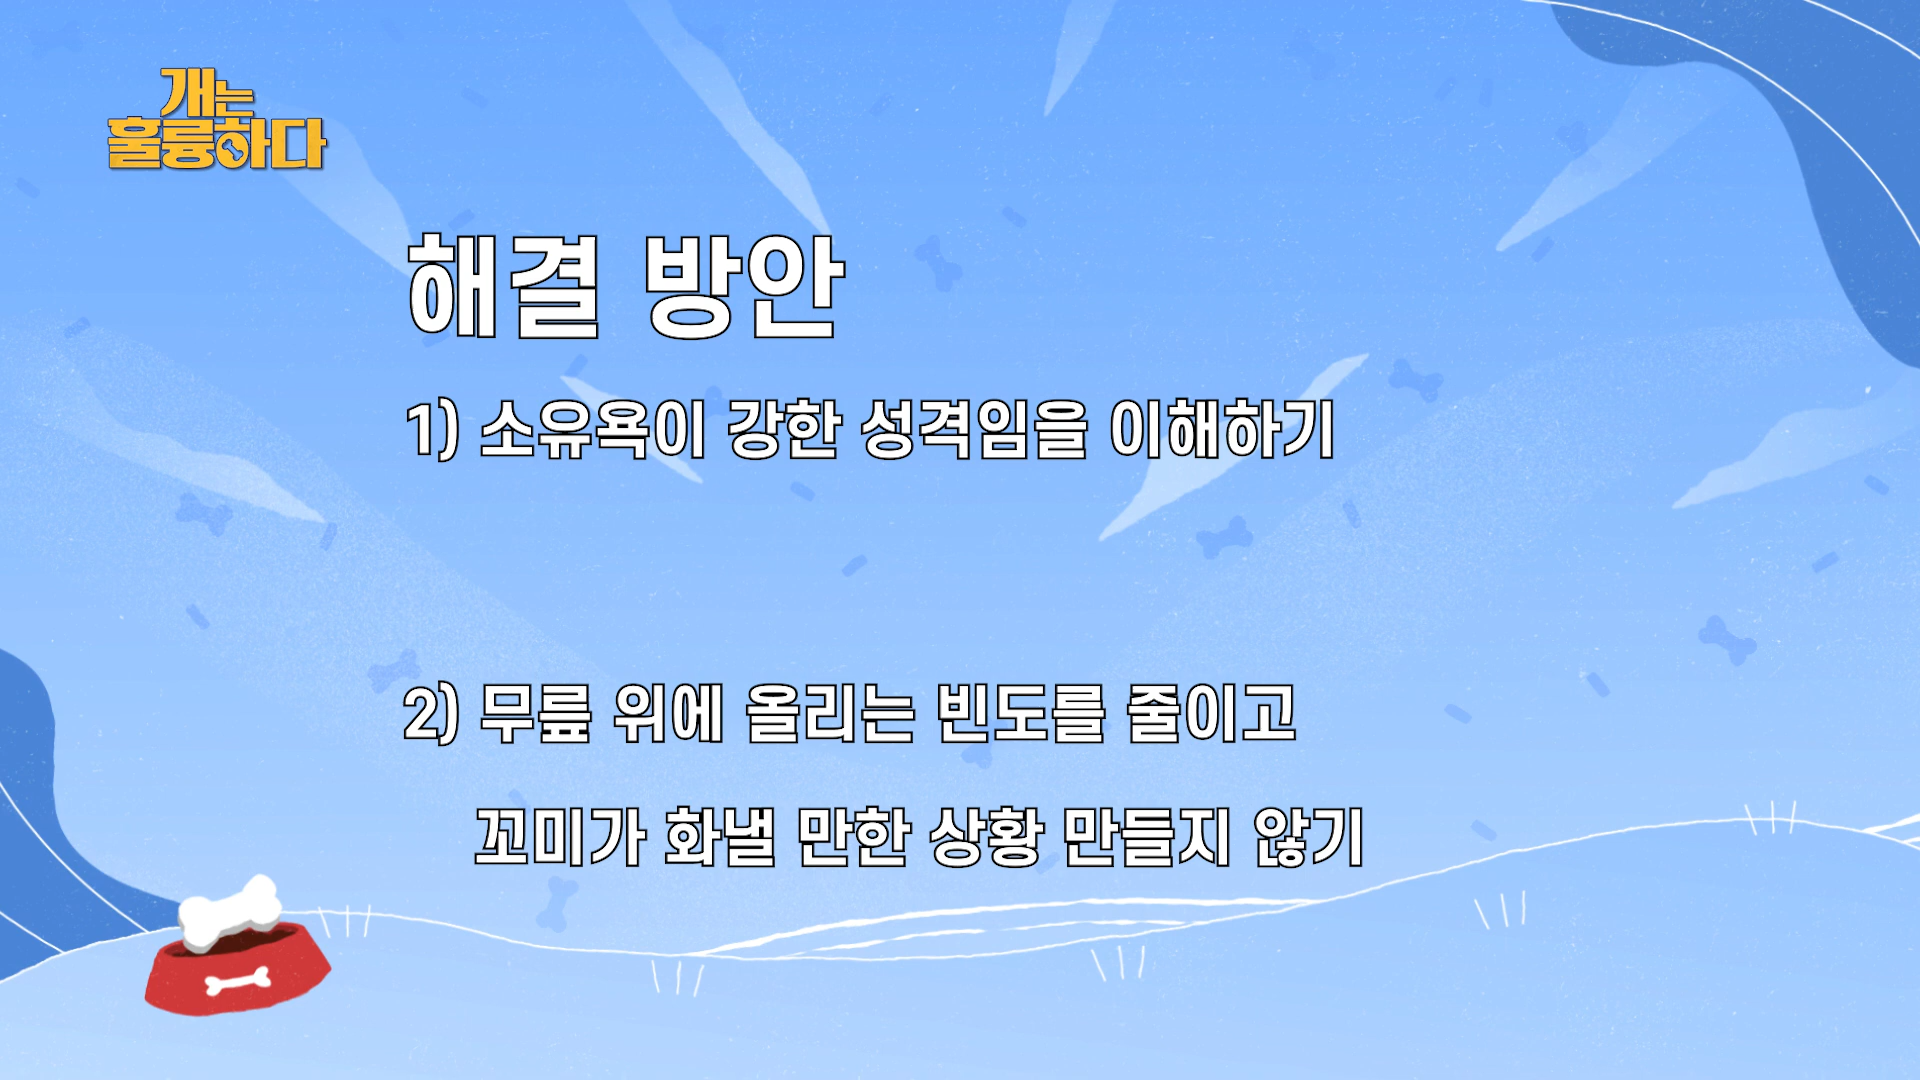 개는
훌륭하다
해결 방안
1) 소유욕이 강한 성격임을 이해하기
2) 무릎 위에 올리는 빈도를 줄이고
꼬미가 화낼 만한 상황 만들지 않기